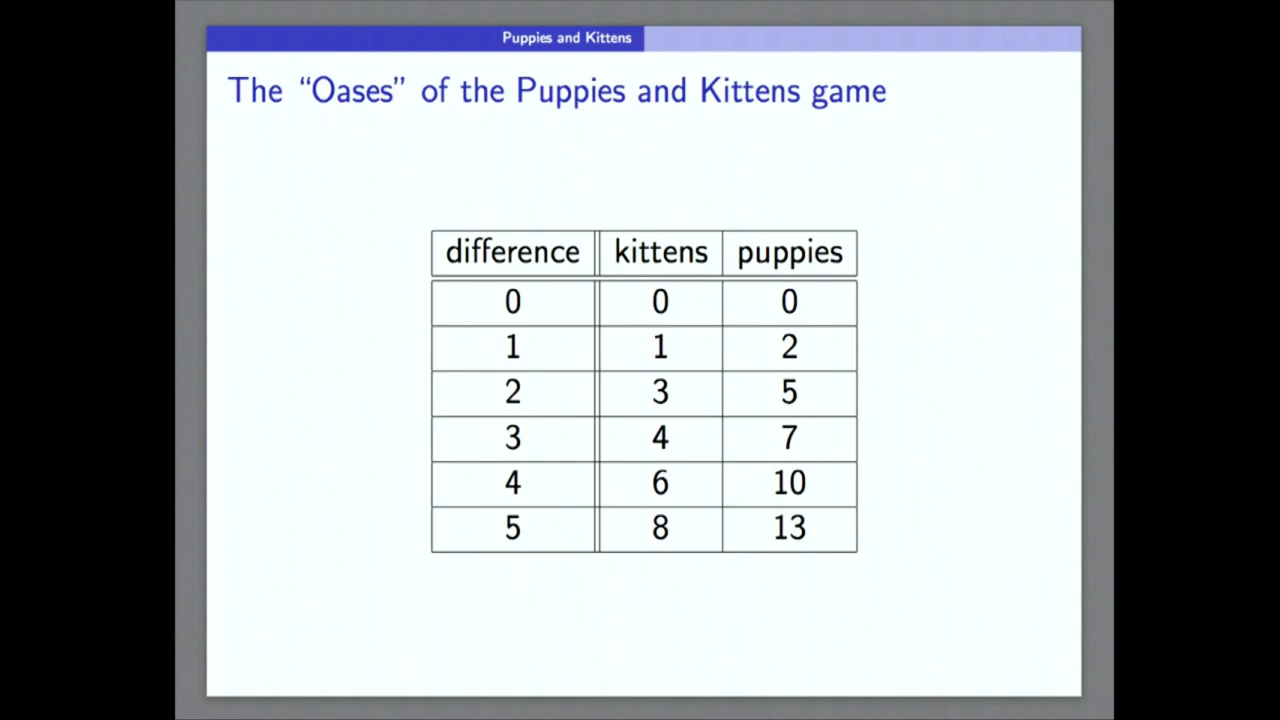 Puppies and Kittens
The “Oases” of the Puppies and Kittens game
difference kittens puppies
0 0 0
1 1 2
2 3 5
3 4 7
4 6 10
5 8 13